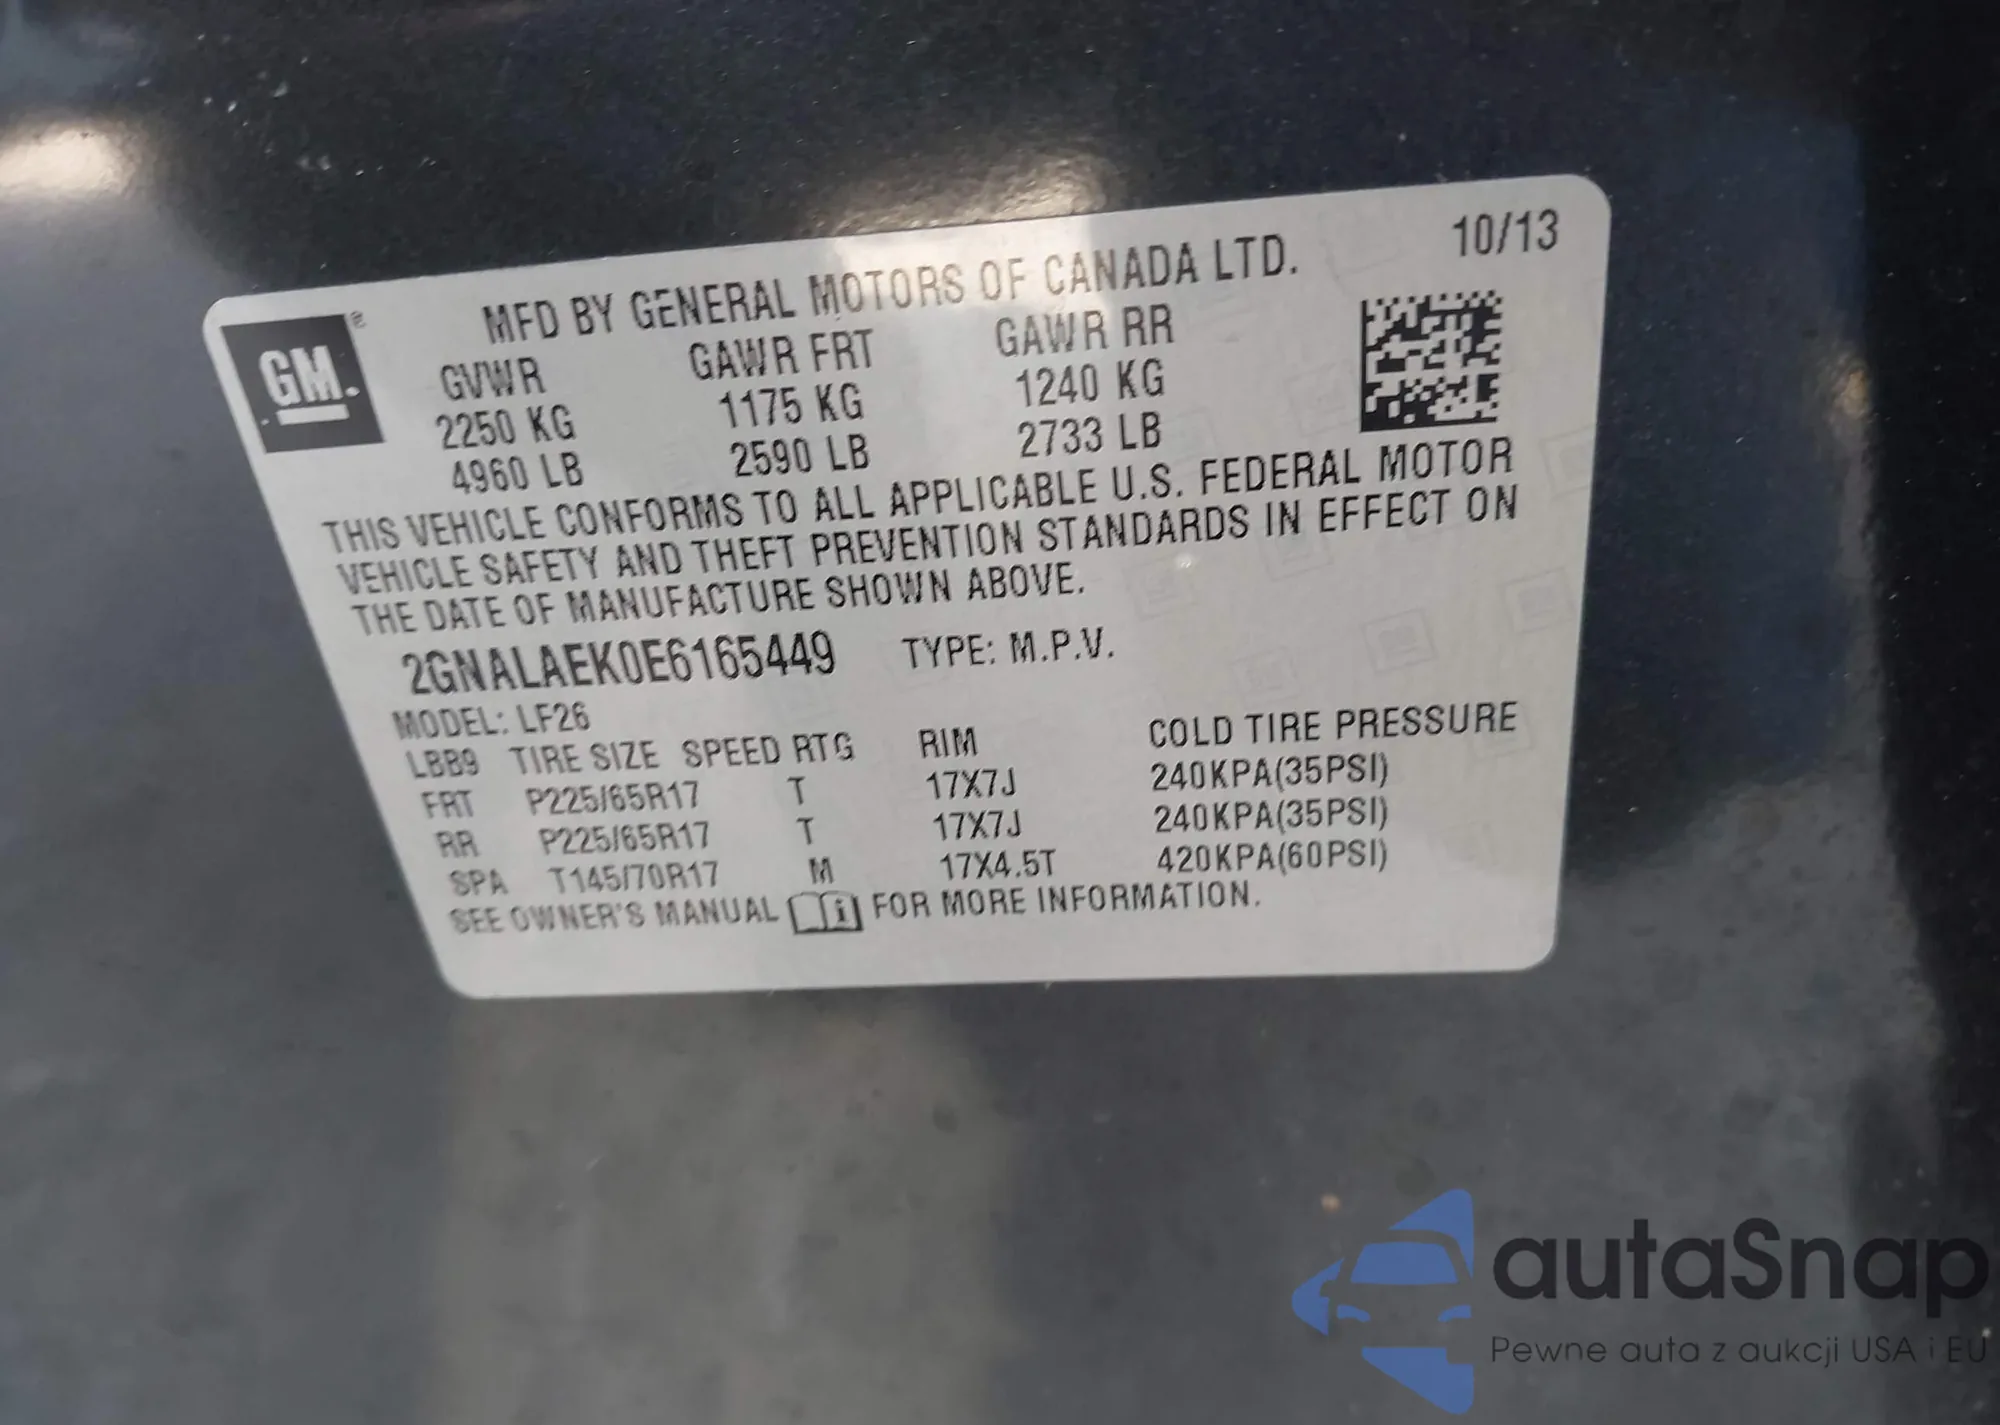 MFD BY GENERAL MOTORS OF CANADA LTD. 10/13
GM ®
GVWR GAWR FRT GAWR RR
2250 KG 1175 KG 1240 KG
4960 LB 2590 LB 2733 LB
THIS VEHICLE CONFORMS TO ALL APPLICABLE U.S. FEDERAL MOTOR
VEHICLE SAFETY AND THEFT PREVENTION STANDARDS IN EFFECT ON
THE DATE OF MANUFACTURE SHOWN ABOVE.
2GNALAEK0E6165449 TYPE: M.P.V.
MODEL: LF26
LBB9 TIRE SIZE SPEED RTG RIM COLD TIRE PRESSURE
FRT P225/65R17 T 17X7J 240KPA(35PSI)
RR P225/65R17 T 17X7J 240KPA(35PSI)
SPA T145/70R17 M 17X4.5T 420KPA(60PSI)
SEE OWNER'S MANUAL i FOR MORE INFORMATION.
autaSnap
Pewne auta z aukcji USA i EU